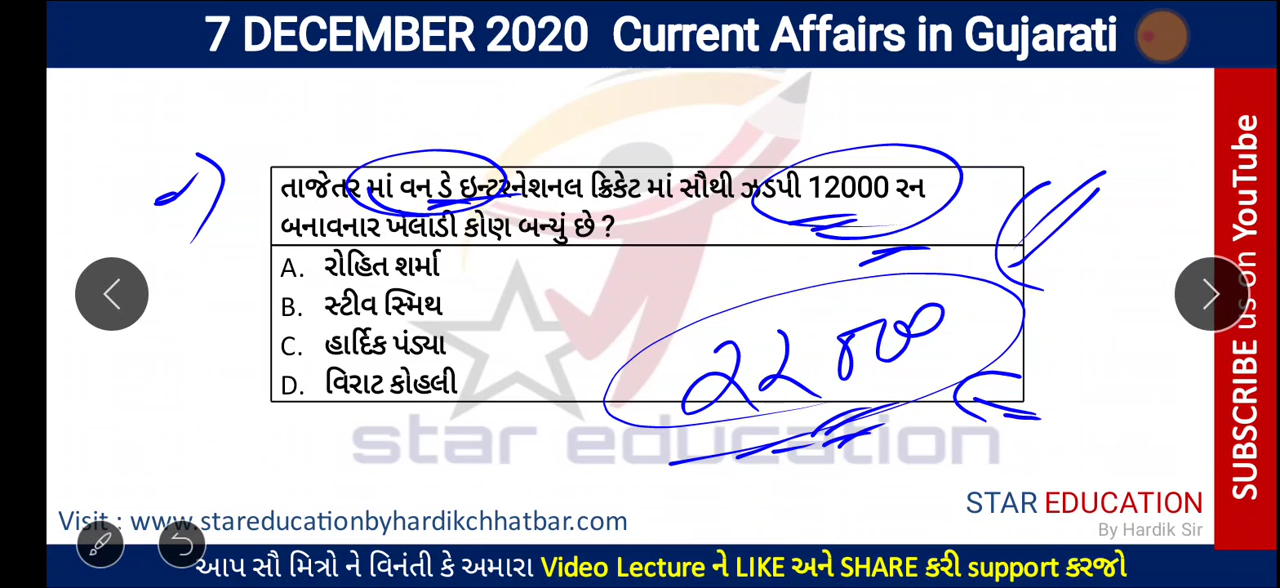 7 DECEMBER 2020 Current Affairs in Gujarati
તાજેતર માં વન ડે ઇન્ટરનેશનલ ક્રિકેટ માં સૌથી ઝડપી 12000 રન
બનાવનાર ખલાડી કોણ બન્યું છે ?
A. રોહિત શર્મા
B. સ્ટીવ સ્મિથ
C. હાર્દિક પંડ્યા
D. વિરાટ કોહલી
star education
STAR EDUCATION
By Hardik Sir
Visit : www.stareducationbyhardikchhatbar.com
આપ સૌ મિત્રો ને વિનંતી કે અમારા Video Lecture ને LIKE અને SHARE કરી support કરજો
SUBSCRIBE us on YouTube